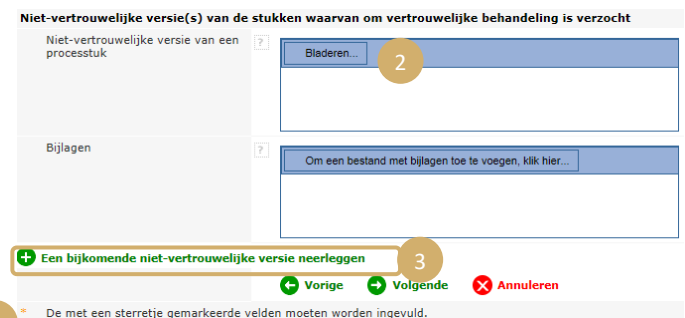 Niet-vertrouwelijke versie(s) van de stukken waarvan om vertrouwelijke behandeling is verzocht
Niet-vertrouwelijke versie van een
processtuk
?
Bladeren...
2
Bijlagen
?
Om een bestand met bijlagen toe te voegen, klik hier...
Een bijkomende niet-vertrouwelijke versie neerleggen
3
Vorige
Volgende
Annuleren
* De met een sterretje gemarkeerde velden moeten worden ingevuld.